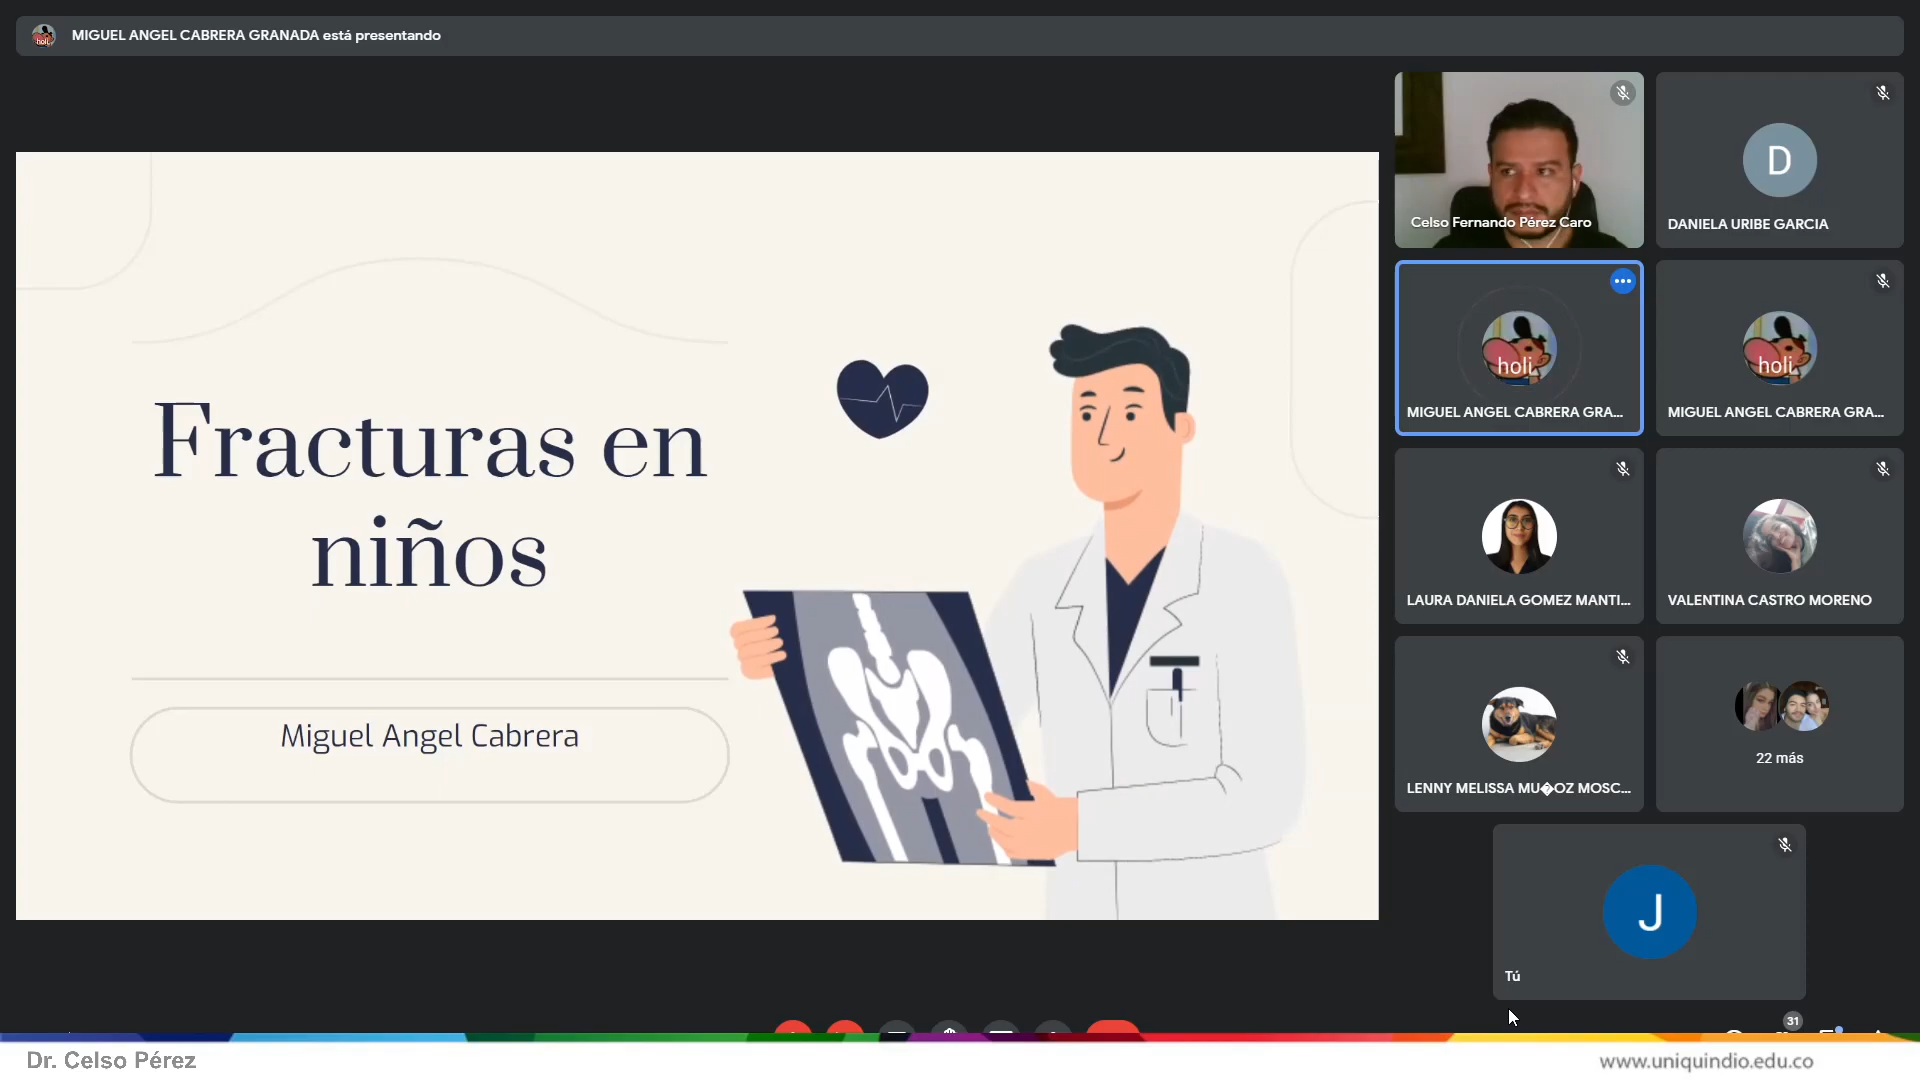 MIGUEL ANGEL CABRERA GRANADA está presentando
Fracturas en
niños
Miguel Angel Cabrera
Celso Fernando Pérez Caro
D
DANIELA URIBE GARCIA
holi
MIGUEL ANGEL CABRERA GRA...
holi
MIGUEL ANGEL CABRERA GRA...
LAURA DANIELA GOMEZ MANTI...
VALENTINA CASTRO MORENO
LENNY MELISSA MU�OZ MOSC...
22 más
J
Tú
31
Dr. Celso Pérez
www.uniquindio.edu.co